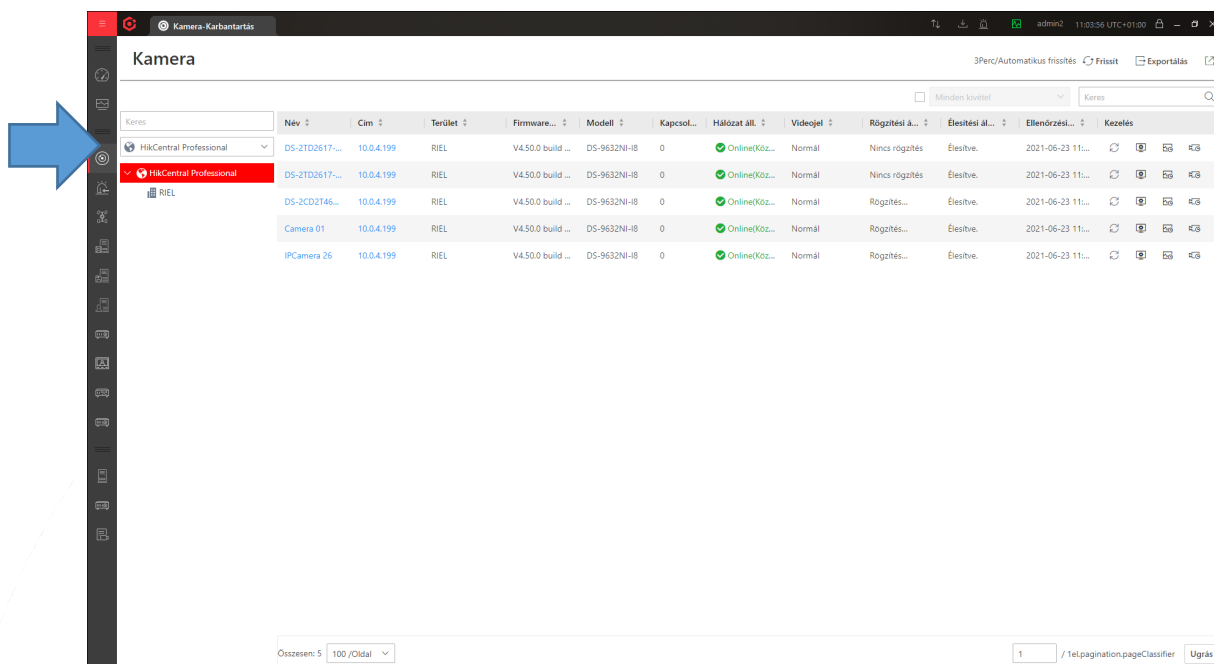 Kamera-Karbantartás
admin2 11:03:56 UTC+01:00
Kamera
3Perc/Automatikus frissítés Frissít Exportálás
Minden kivétel Keres
Keres
HikCentral Professional
HikCentral Professional
RIEL
Név Cím Terület Firmware... Modell Kapcsol... Hálózat áll. Videojel Rögzítési á... Élesítési ál... Ellenőrzési... Kezelés
DS-2TD2617-... 10.0.4.199 RIEL V4.50.0 build ... DS-9632NI-I8 0 Online(Köz... Normál Nincs rögzítés Élesítve. 2021-06-23 11:...
DS-2TD2617-... 10.0.4.199 RIEL V4.50.0 build ... DS-9632NI-I8 0 Online(Köz... Normál Nincs rögzítés Élesítve. 2021-06-23 11:...
DS-2CD2T46... 10.0.4.199 RIEL V4.50.0 build ... DS-9632NI-I8 0 Online(Köz... Normál Rögzítés... Élesítve. 2021-06-23 11:...
Camera 01 10.0.4.199 RIEL V4.50.0 build ... DS-9632NI-I8 0 Online(Köz... Normál Rögzítés... Élesítve. 2021-06-23 11:...
IPCamera 26 10.0.4.199 RIEL V4.50.0 build ... DS-9632NI-I8 0 Online(Köz... Normál Rögzítés... Élesítve. 2021-06-23 11:...
Összesen: 5 100 /Oldal 1 / 1el.pagination.pageClassifier Ugrás